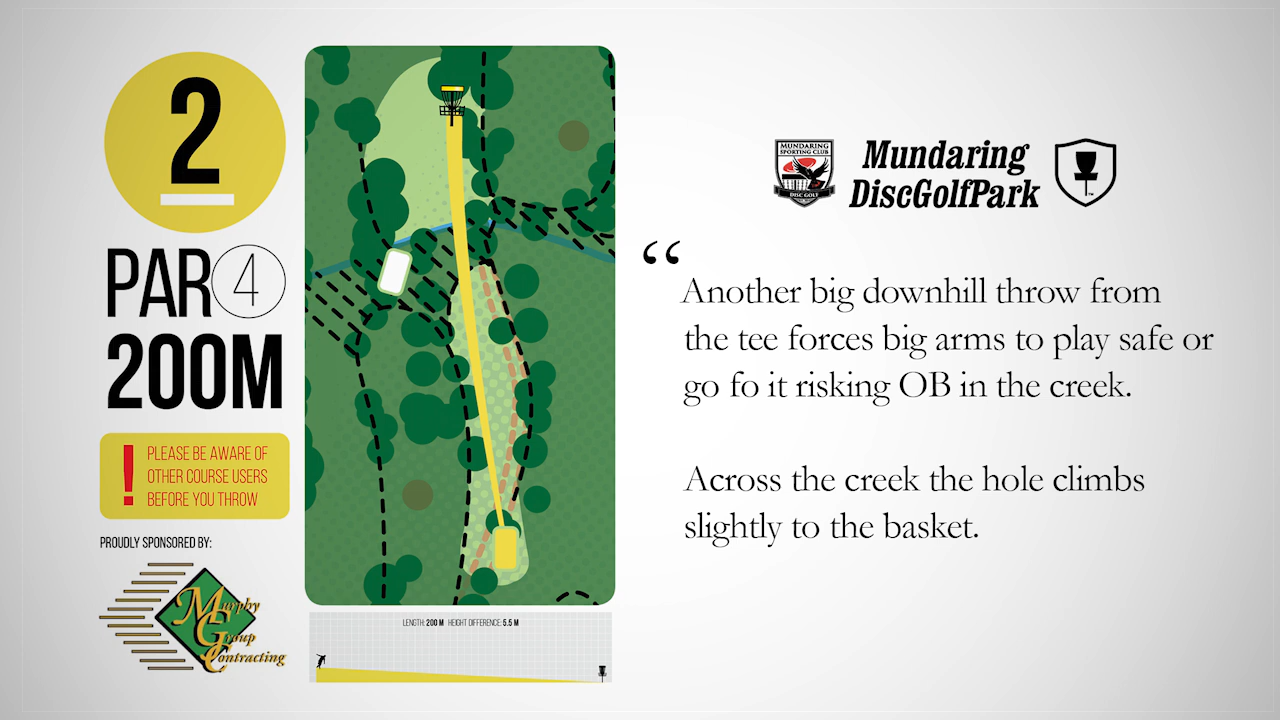 2
PAR 4
200M
! PLEASE BE AWARE OF
OTHER COURSE USERS
BEFORE YOU THROW
PROUDLY SPONSORED BY:
Murphy
Group
Contracting
LENGTH: 200 M HEIGHT DIFFERENCE: 5.5 M
MUNDARING
SPORTING CLUB
DISC GOLF
Mundaring
DiscGolfPark
TM
“
Another big downhill throw from
the tee forces big arms to play safe or
go fo it risking OB in the creek.
Across the creek the hole climbs
slightly to the basket.